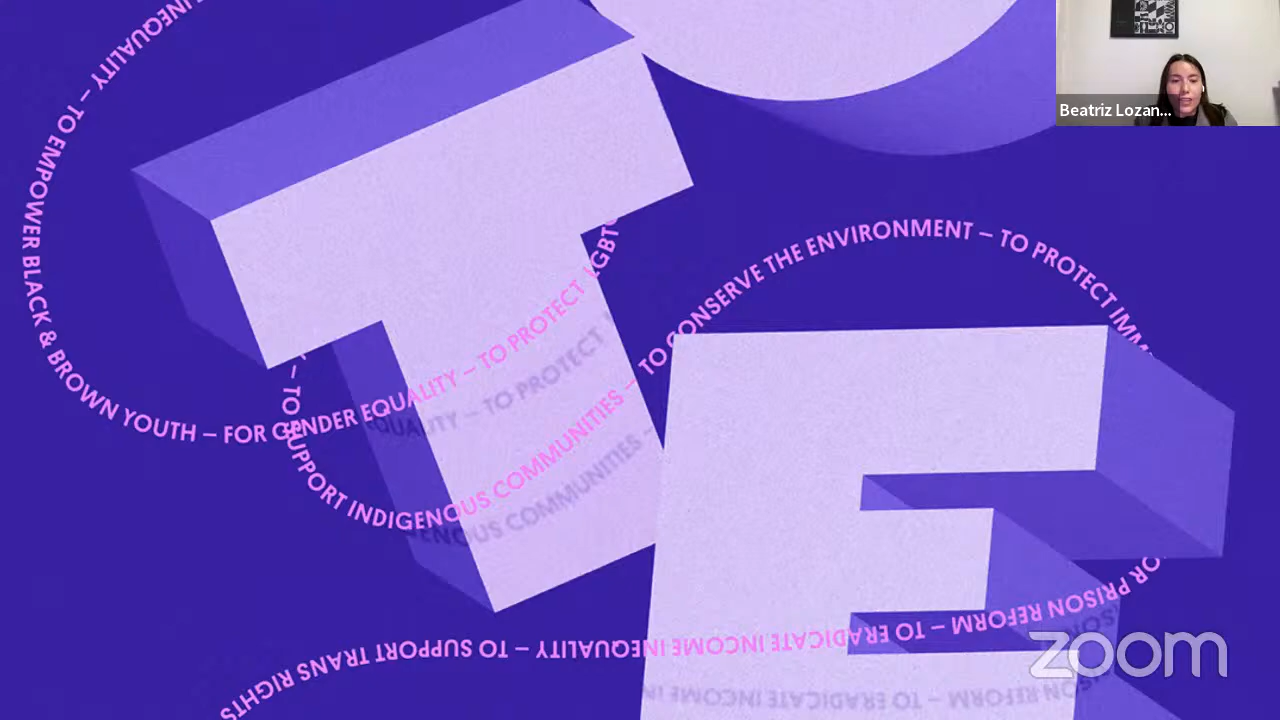 INEQUALITY – TO EMPOWER BLACK & BROWN YOUTH – FOR GENDER EQUALITY – TO PROTECT LGBTQ
– TO SUPPORT INDIGENOUS COMMUNITIES – TO CONSERVE THE ENVIRONMENT – TO PROTECT IMM
OR PRISON REFORM – TO ERADICATE INCOME INEQUALITY – TO SUPPORT TRANS RIGHTS
T
E
Beatriz Lozan...
zoom